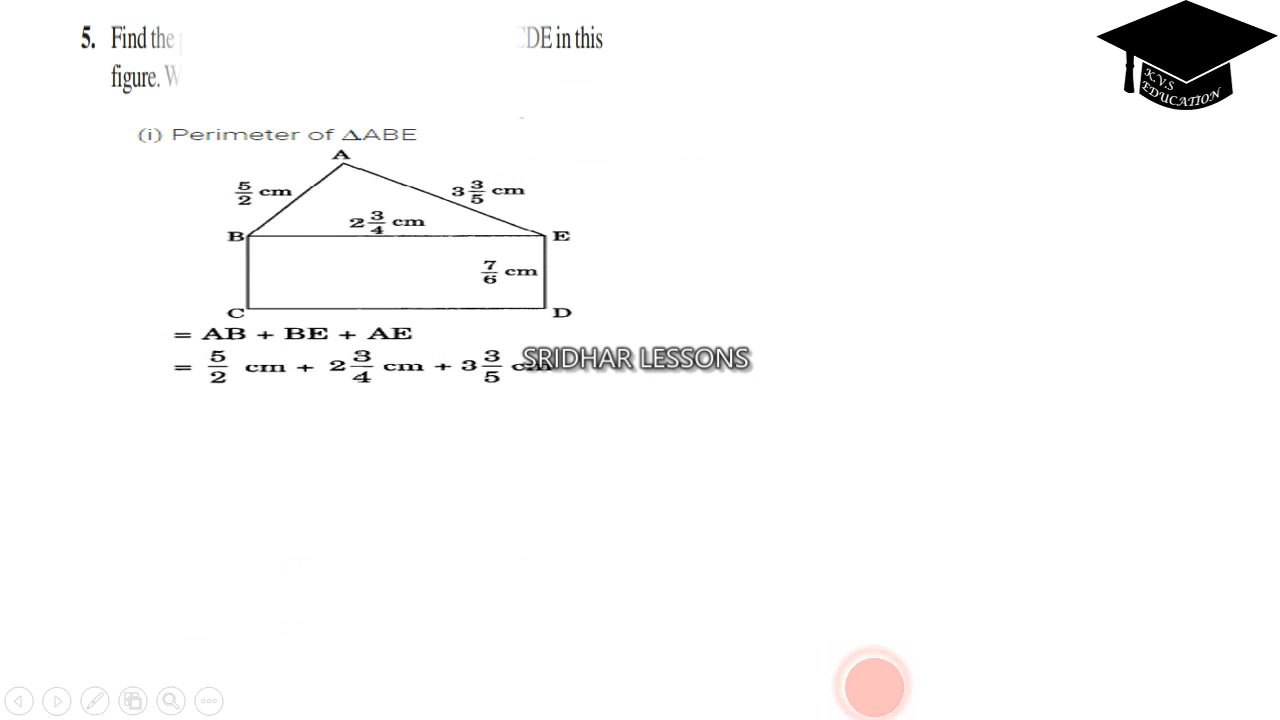 5. Find the CDE in this
figure. W
(i) Perimeter of ΔABE
A
5/2 cm
3 3/5 cm
2 3/4 cm
B
E
7/6 cm
C
D
= AB + BE + AE
= 5/2 cm + 2 3/4 cm + 3 3/5 cm
SRIDHAR LESSONS
K.V.S
EDUCATION